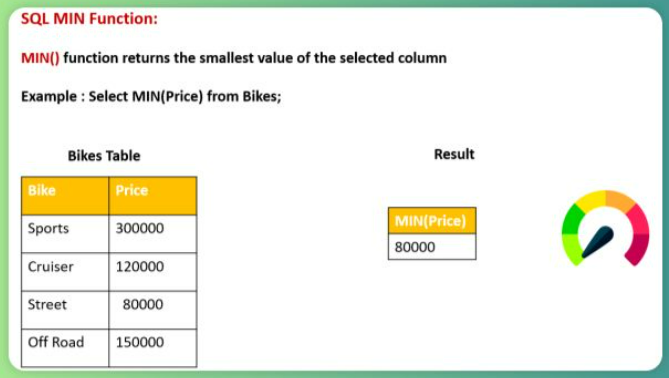 SQL MIN Function:
MIN() function returns the smallest value of the selected column
Example : Select MIN(Price) from Bikes;
Bikes Table
Bike Price
Sports 300000
Cruiser 120000
Street 80000
Off Road 150000
Result
MIN(Price)
80000